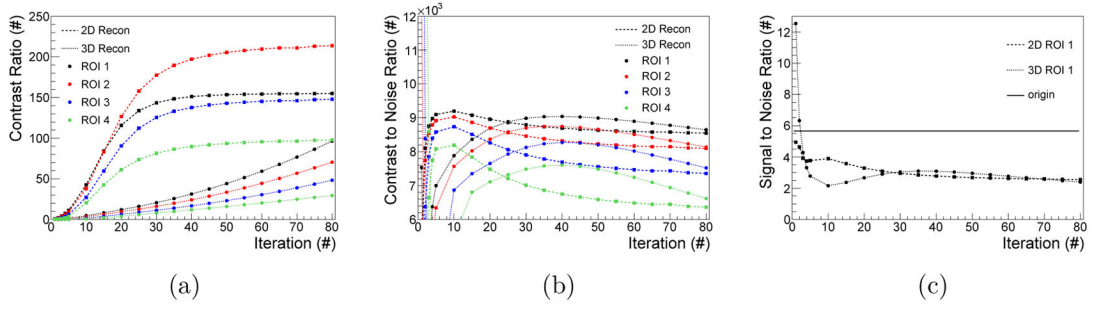 250
200
150
100
50
0
Contrast Ratio (#)
2D Recon
3D Recon
ROI 1
ROI 2
ROI 3
ROI 4
0 10 20 30 40 50 60 70 80
Iteration (#)
(a)
×10³
12
11
10
9
8
7
6
Contrast to Noise Ratio (#)
2D Recon
3D Recon
ROI 1
ROI 2
ROI 3
ROI 4
0 10 20 30 40 50 60 70 80
Iteration (#)
(b)
12
10
8
6
4
2
0
Signal to Noise Ratio (#)
2D ROI 1
3D ROI 1
origin
0 10 20 30 40 50 60 70 80
Iteration (#)
(c)